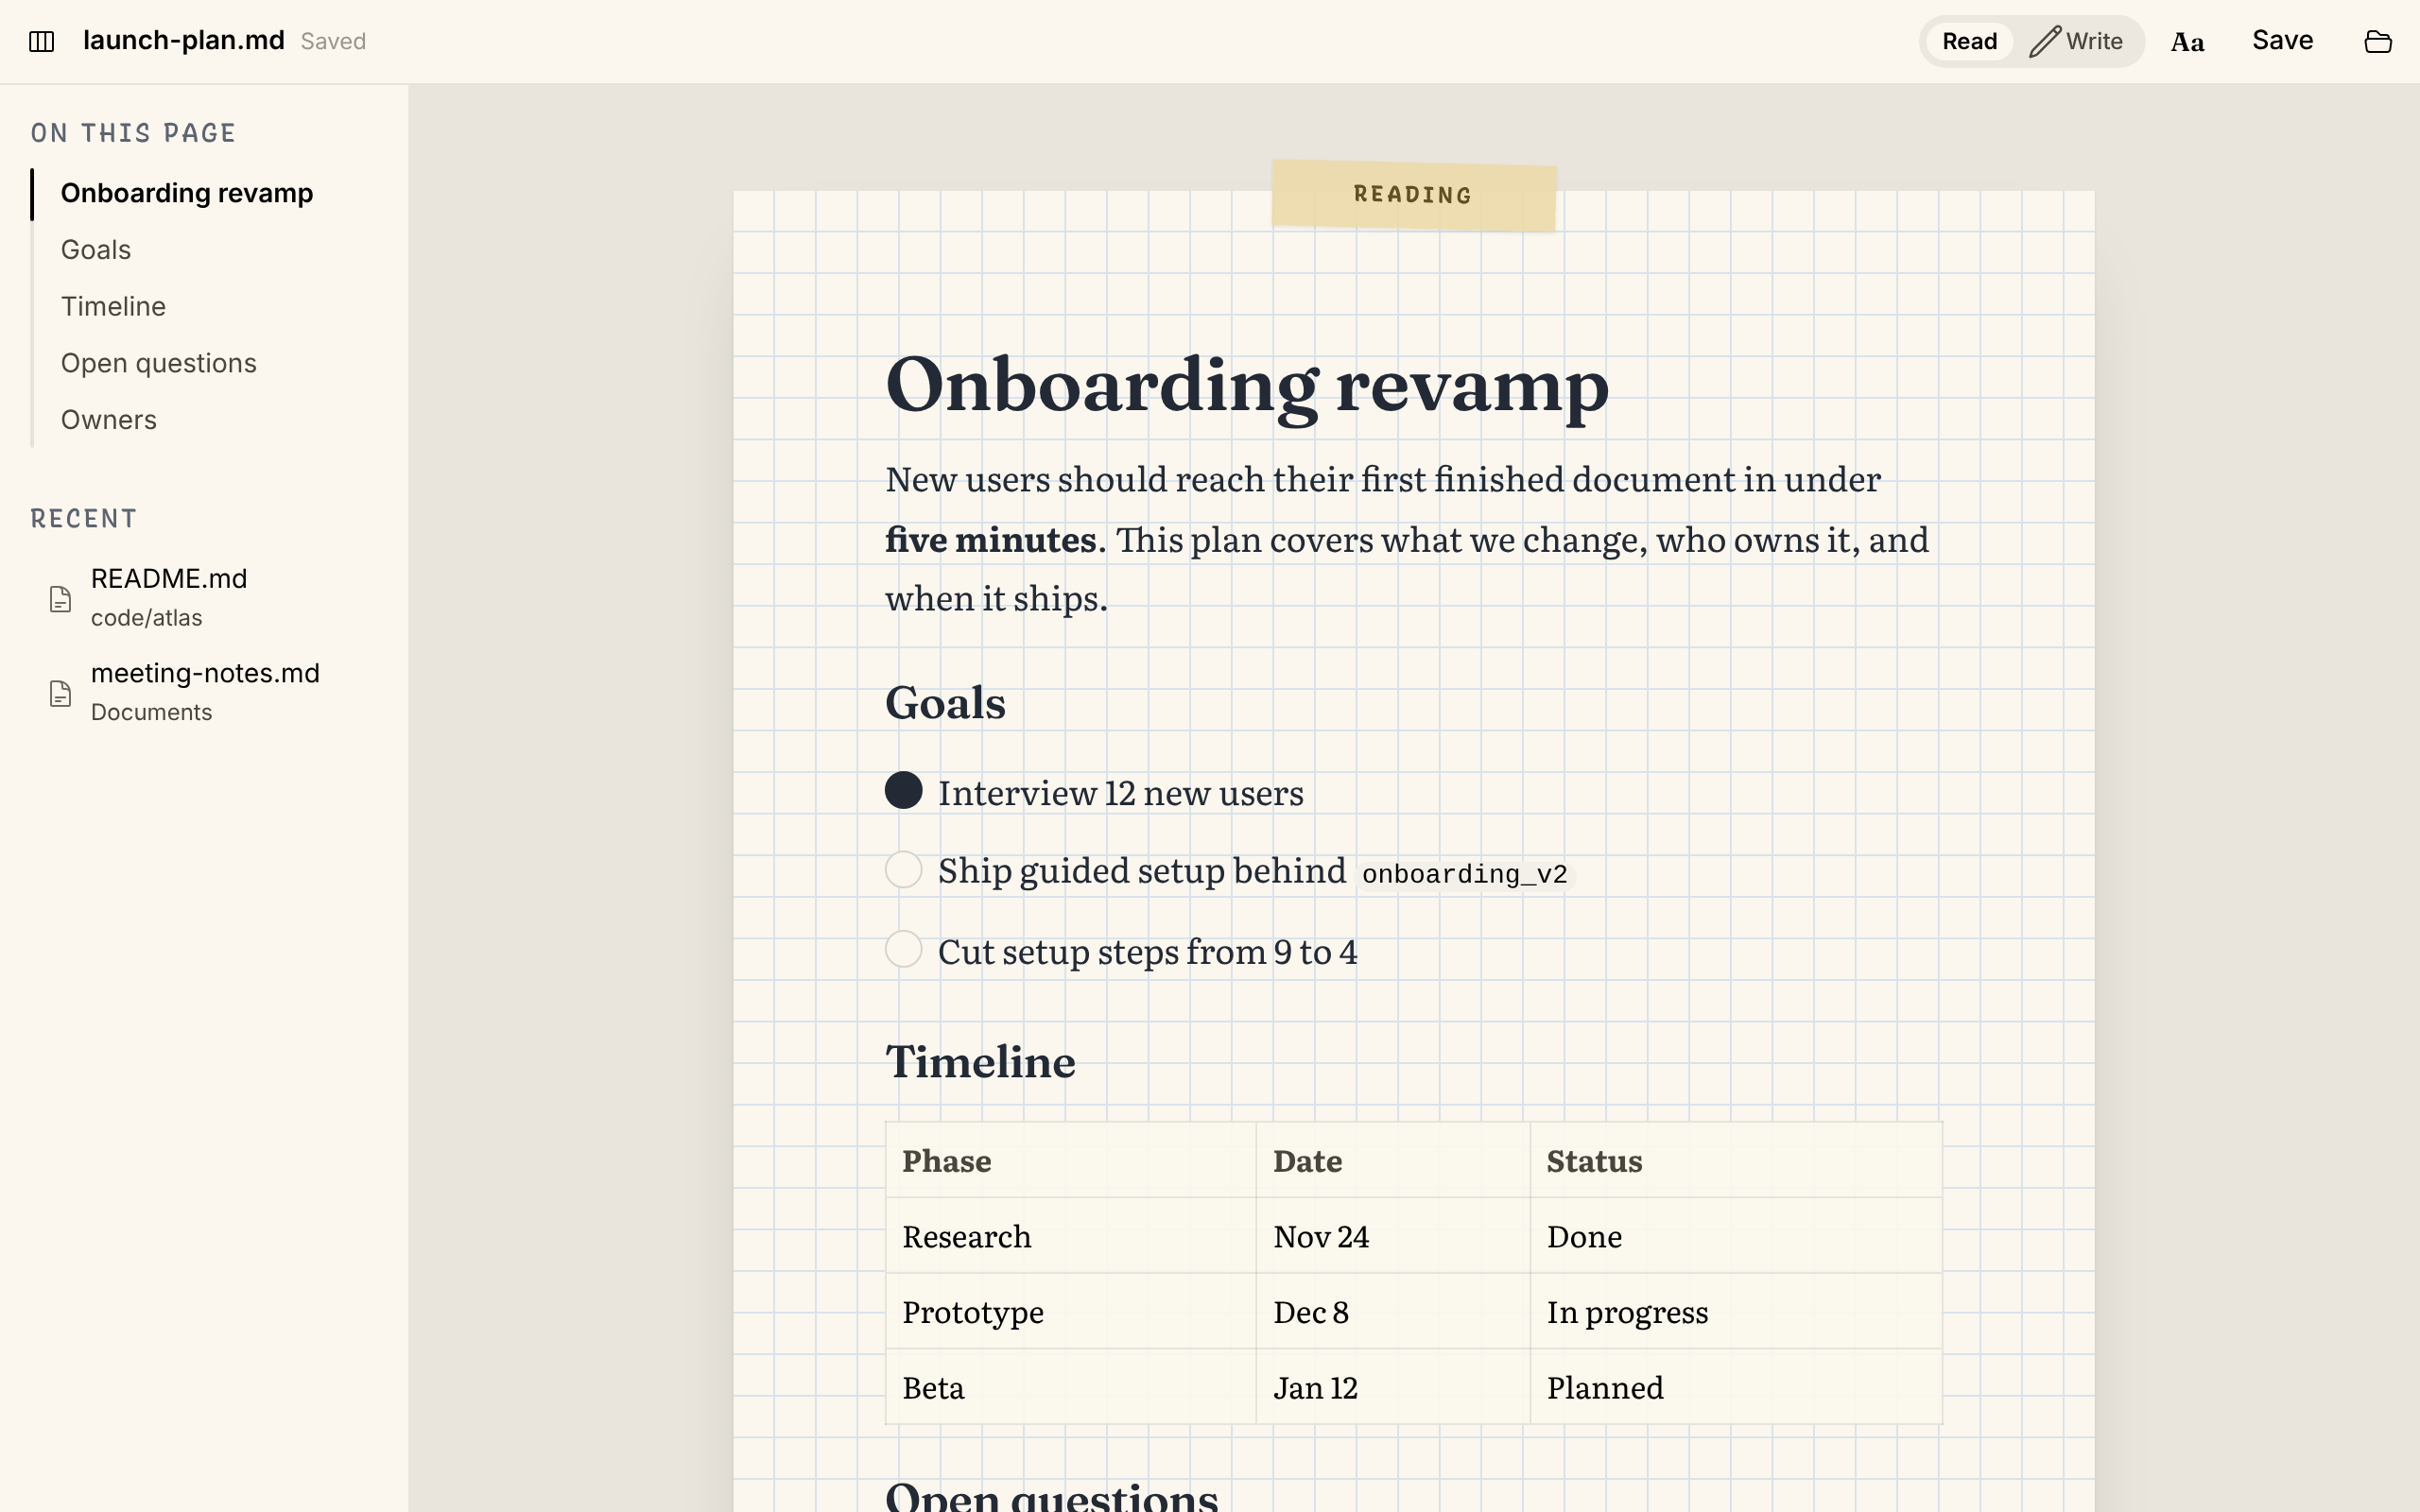 launch-plan.md Saved
Read Write Aa Save
ON THIS PAGE
Onboarding revamp
Goals
Timeline
Open questions
Owners
RECENT
README.md
code/atlas
meeting-notes.md
Documents
READING
Onboarding revamp
New users should reach their first finished document in under
five minutes. This plan covers what we change, who owns it, and
when it ships.
Goals
Interview 12 new users
Ship guided setup behind onboarding_v2
Cut setup steps from 9 to 4
Timeline
Phase Date Status
Research Nov 24 Done
Prototype Dec 8 In progress
Beta Jan 12 Planned
Open questions